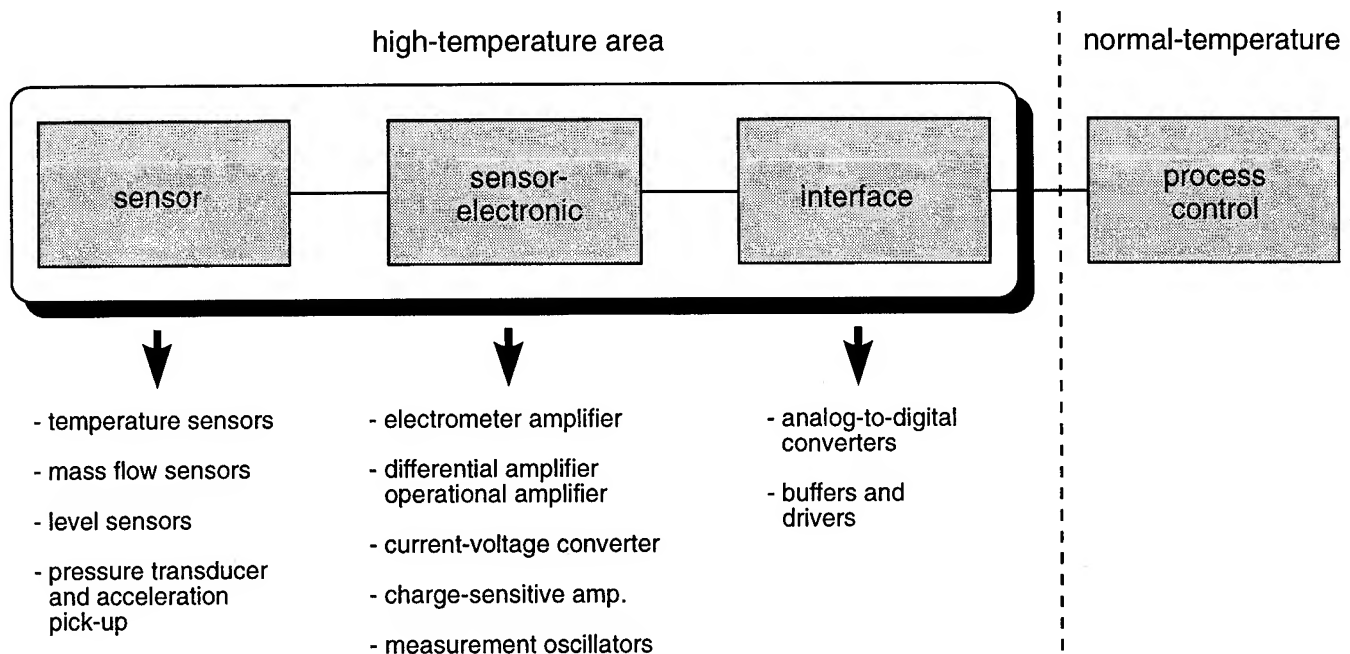 high-temperature area
normal-temperature
sensor
sensor-
electronic
interface
process
control
- temperature sensors
- mass flow sensors
- level sensors
- pressure transducer
and acceleration
pick-up
- electrometer amplifier
- differential amplifier
operational amplifier
- current-voltage converter
- charge-sensitive amp.
- measurement oscillators
- analog-to-digital
converters
- buffers and
drivers